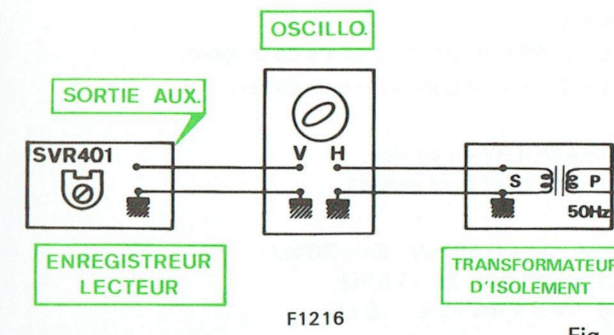 OSCILLO.
SORTIE AUX.
SVR401
V H
S P
50Hz
ENREGISTREUR
LECTEUR
TRANSFORMATEUR
D'ISOLEMENT
F1216
Fig